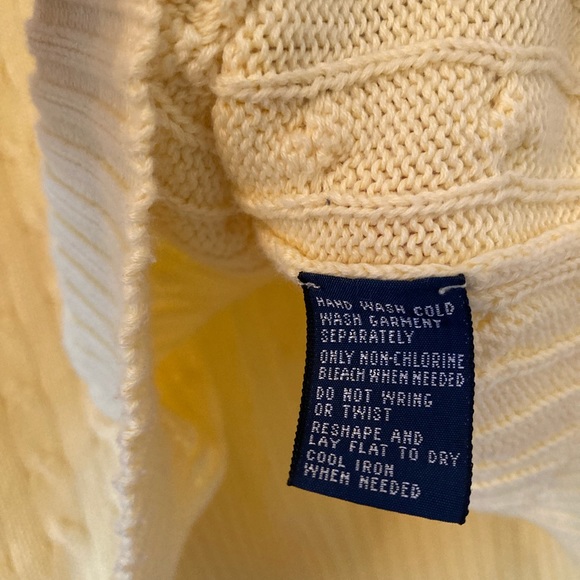 HAND WASH COLD
WASH GARMENT
SEPARATELY
ONLY NON-CHLORINE
BLEACH WHEN NEEDED
DO NOT WRING
OR TWIST
RESHAPE AND
LAY FLAT TO DRY
COOL IRON
WHEN NEEDED